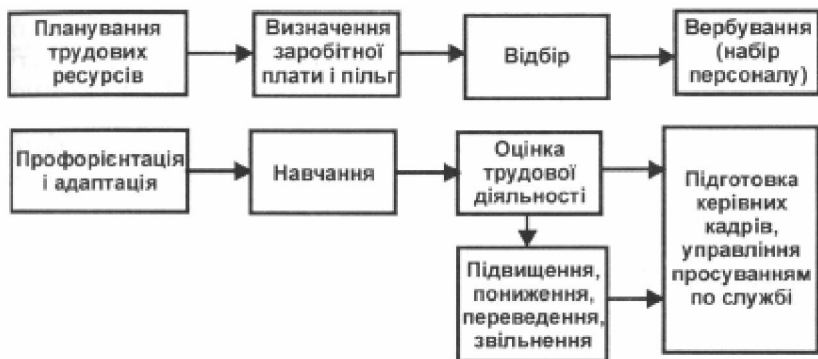 Планування
трудових
ресурсів
Визначення
заробітної
плати і пільг
Відбір
Вербування
(набір
персоналу)
Профорієнтація
і адаптація
Навчання
Оцінка
трудової
діяльності
Підготовка
керівних
кадрів,
управління
просуванням
по службі
Підвищення,
пониження,
переведення,
звільнення